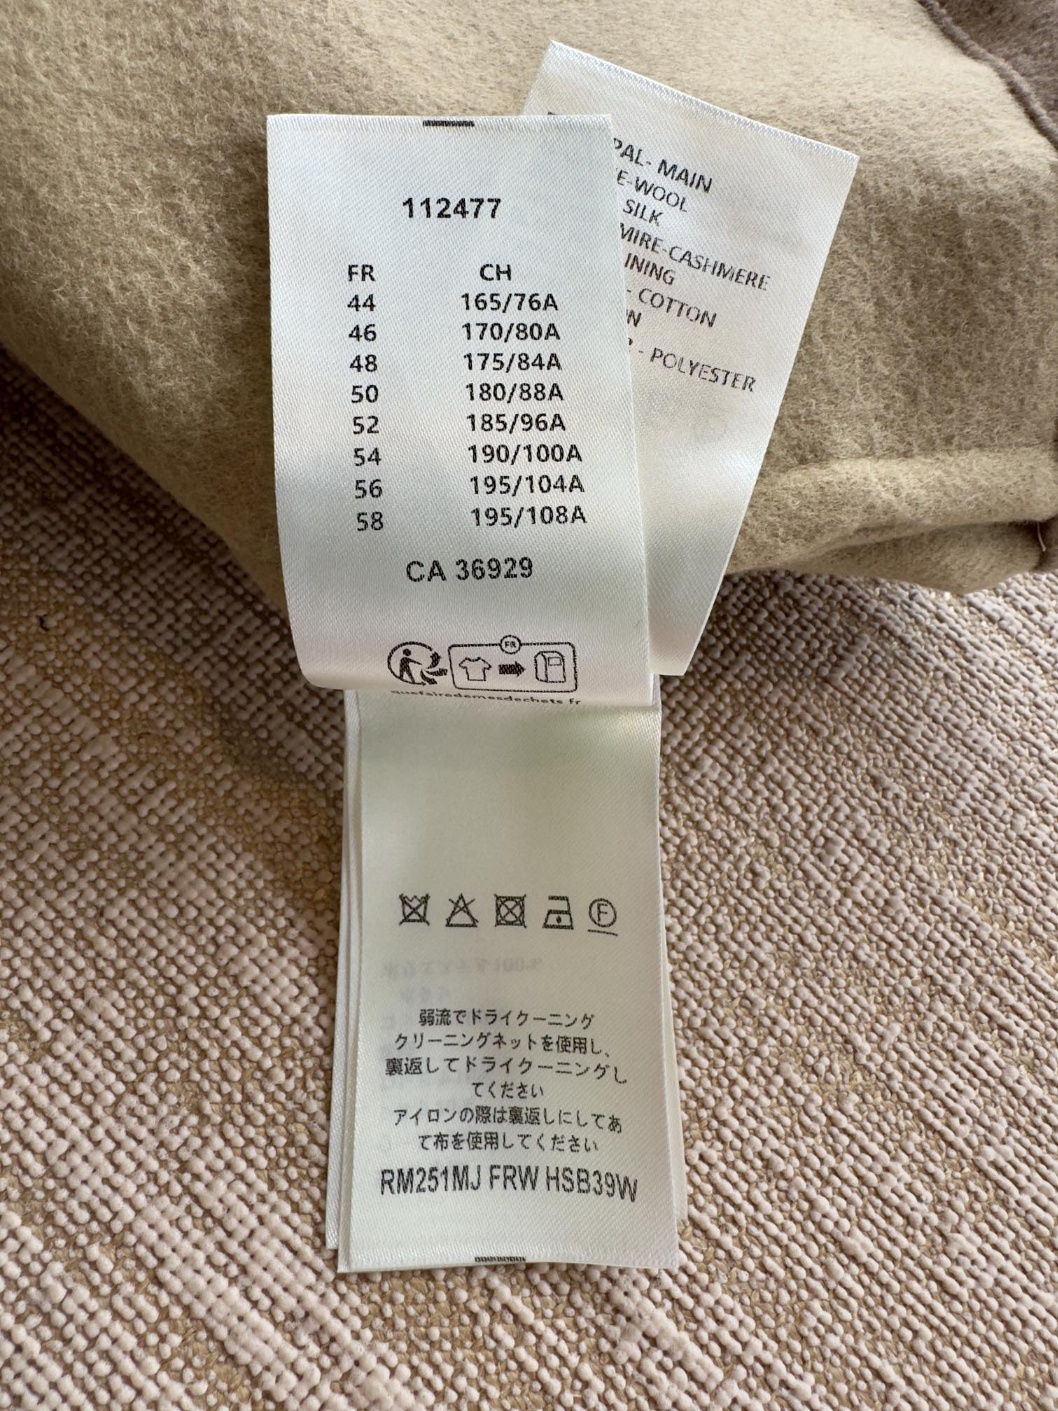 112477
FR CH
44 165/76A
46 170/80A
48 175/84A
50 180/88A
52 185/96A
54 190/100A
56 195/104A
58 195/108A
CA 36929
FR
quefairedemesdechets.fr
PAL- MAIN
E-WOOL
SILK
MIRE-CASHMERE
INING
- COTTON
N
- POLYESTER
F
弱流でドライクーニング
クリーニングネットを使用し、
裏返してドライクーニングし
てください
アイロンの際は裏返しにしてあ
て布を使用してください
RM251MJ FRW HSB39W